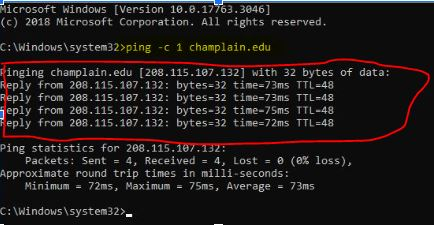 Microsoft Windows [Version 10.0.17763.3046]
(c) 2018 Microsoft Corporation. All rights reserved.
C:\Windows\system32>ping -c 1 champlain.edu
Pinging champlain.edu [208.115.107.132] with 32 bytes of data:
Reply from 208.115.107.132: bytes=32 time=73ms TTL=48
Reply from 208.115.107.132: bytes=32 time=73ms TTL=48
Reply from 208.115.107.132: bytes=32 time=75ms TTL=48
Reply from 208.115.107.132: bytes=32 time=72ms TTL=48
Ping statistics for 208.115.107.132:
Packets: Sent = 4, Received = 4, Lost = 0 (0% loss),
Approximate round trip times in milli-seconds:
Minimum = 72ms, Maximum = 75ms, Average = 73ms
C:\Windows\system32>_